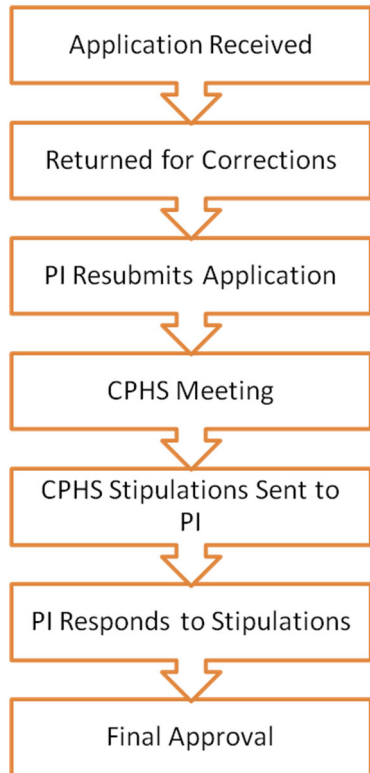 Application Received
Returned for Corrections
PI Resubmits Application
CPHS Meeting
CPHS Stipulations Sent to
PI
PI Responds to Stipulations
Final Approval